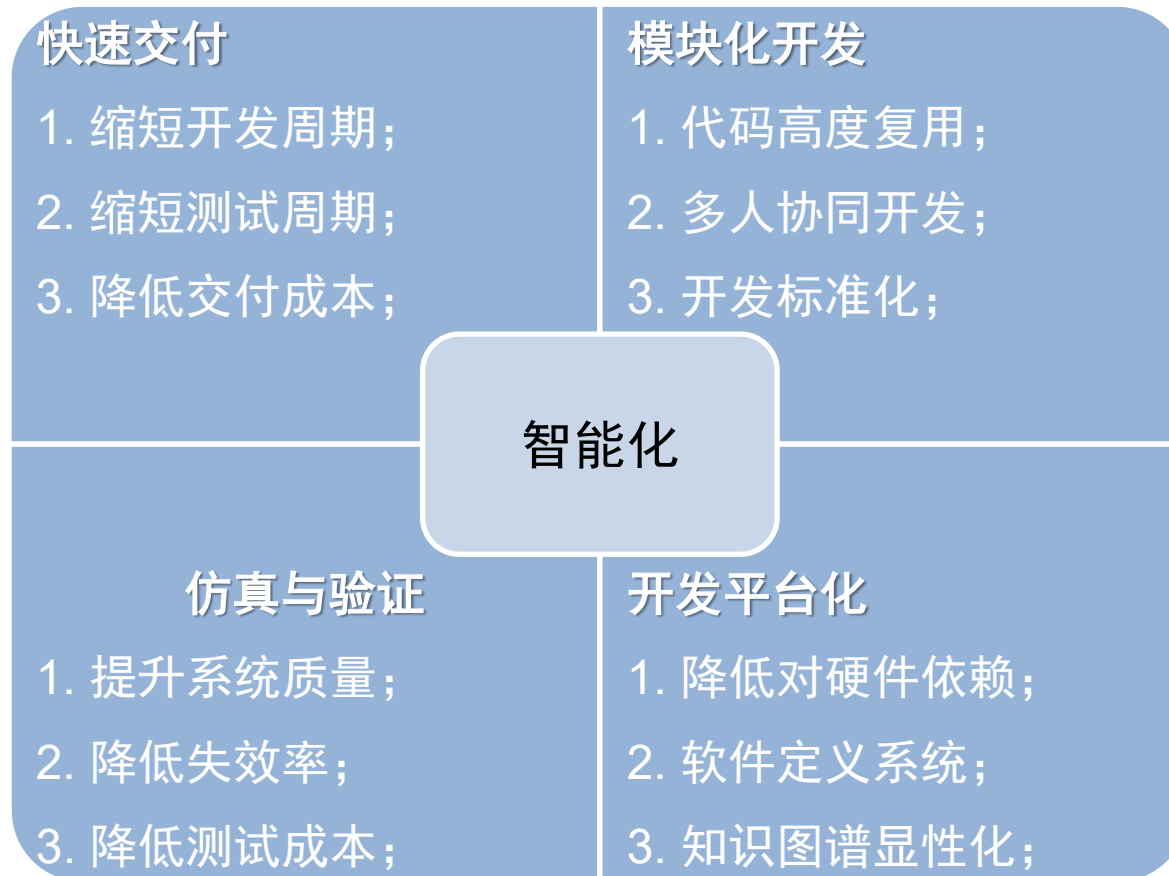 快速交付
1. 缩短开发周期；
2. 缩短测试周期；
3. 降低交付成本；
模块化开发
1. 代码高度复用；
2. 多人协同开发；
3. 开发标准化；
智能化
仿真与验证
1. 提升系统质量；
2. 降低失效率；
3. 降低测试成本；
开发平台化
1. 降低对硬件依赖；
2. 软件定义系统；
3. 知识图谱显性化；